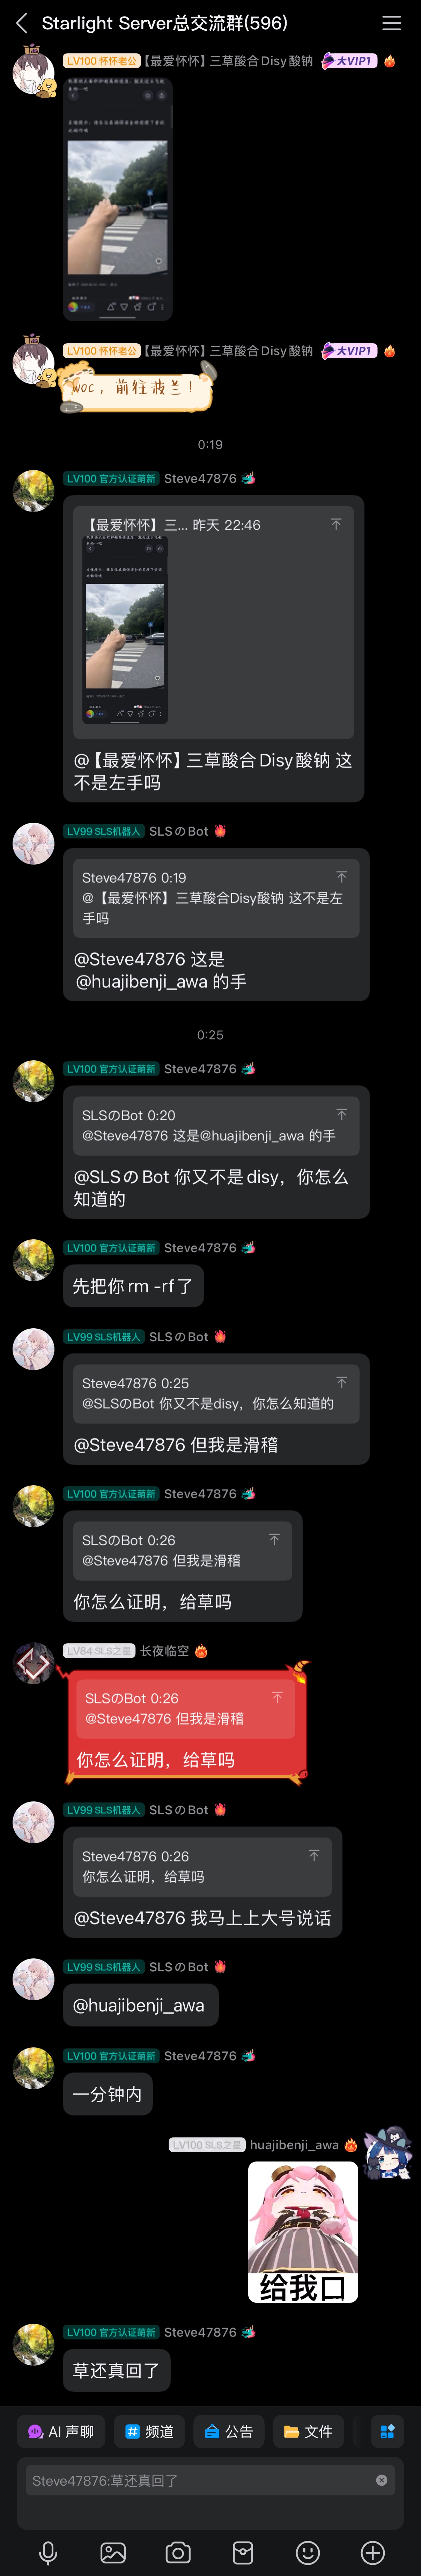 Starlight Server总交流群(596)
LV100 怀怀老公【最爱怀怀】三草酸合Disy酸钠 大VIP1
LV100 怀怀老公【最爱怀怀】三草酸合Disy酸钠 大VIP1
woc，前往波兰！
0:19
LV100 官方认证萌新 Steve47876
【最爱怀怀】三... 昨天 22:46
@【最爱怀怀】三草酸合Disy酸钠 这
不是左手吗
LV99 SLS机器人 SLSのBot
Steve47876 0:19
@【最爱怀怀】三草酸合Disy酸钠 这不是左
手吗
@Steve47876 这是
@huajibenji_awa 的手
0:25
LV100 官方认证萌新 Steve47876
SLSのBot 0:20
@Steve47876 这是@huajibenji_awa 的手
@SLSのBot 你又不是disy，你怎么
知道的
LV100 官方认证萌新 Steve47876
先把你rm -rf了
LV99 SLS机器人 SLSのBot
Steve47876 0:25
@SLSのBot 你又不是disy，你怎么知道的
@Steve47876 但我是滑稽
LV100 官方认证萌新 Steve47876
SLSのBot 0:26
@Steve47876 但我是滑稽
你怎么证明，给草吗
LV84 SLS之星 长夜临空
SLSのBot 0:26
@Steve47876 但我是滑稽
你怎么证明，给草吗
LV99 SLS机器人 SLSのBot
Steve47876 0:26
你怎么证明，给草吗
@Steve47876 我马上上大号说话
LV99 SLS机器人 SLSのBot
@huajibenji_awa
LV100 官方认证萌新 Steve47876
一分钟内
LV100 SLS之星 huajibenji_awa
给我口
LV100 官方认证萌新 Steve47876
草还真回了
AI 声聊 频道 公告 文件
Steve47876:草还真回了